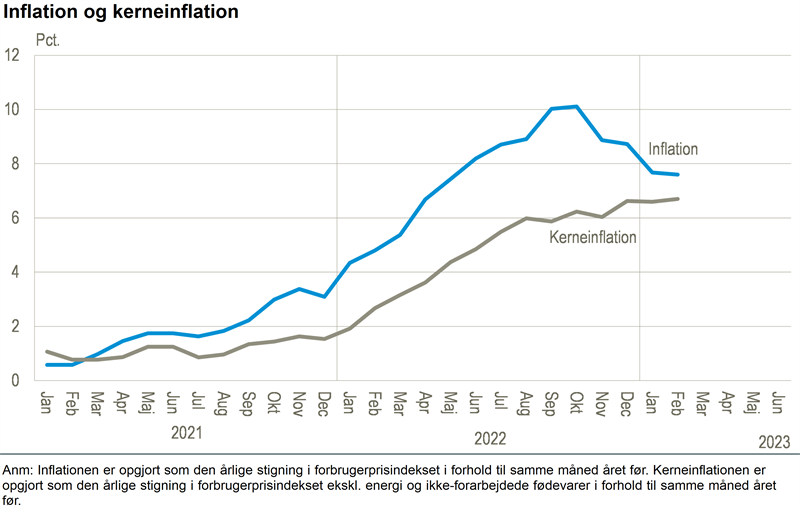 Inflation og kerneinflation
Pct.
12
10
8
6
4
2
0
Inflation
Kerneinflation
Jan Feb Mar Apr Maj Jun Jul Aug Sep Okt Nov Dec Jan Feb Mar Apr Maj Jun Jul Aug Sep Okt Nov Dec Jan Feb Mar Apr Maj Jun
2021 2022 2023
Anm: Inflationen er opgjort som den årlige stigning i forbrugerprisindekset i forhold til samme måned året før. Kerneinflationen er
opgjort som den årlige stigning i forbrugerprisindekset ekskl. energi og ikke-forarbejdede fødevarer i forhold til samme måned året
før.